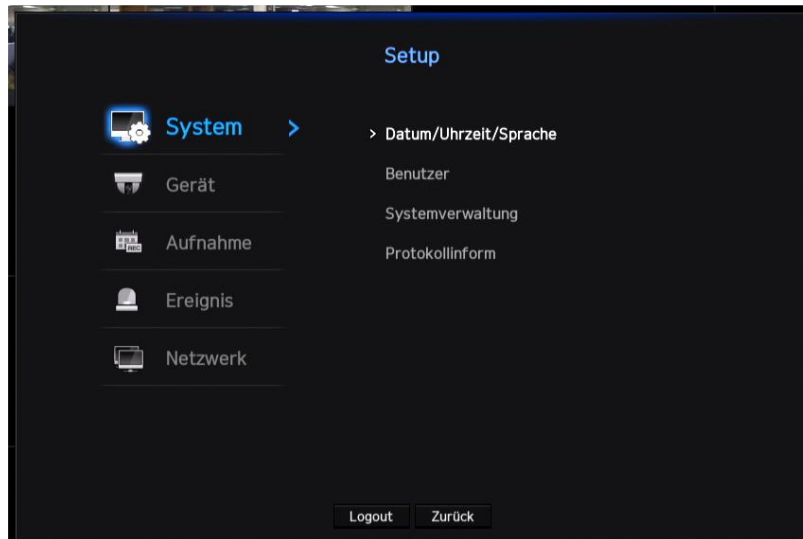 Setup
System >
> Datum/Uhrzeit/Sprache
Gerät
Benutzer
Systemverwaltung
Aufnahme
Protokollinform
Ereignis
Netzwerk
Logout
Zurück